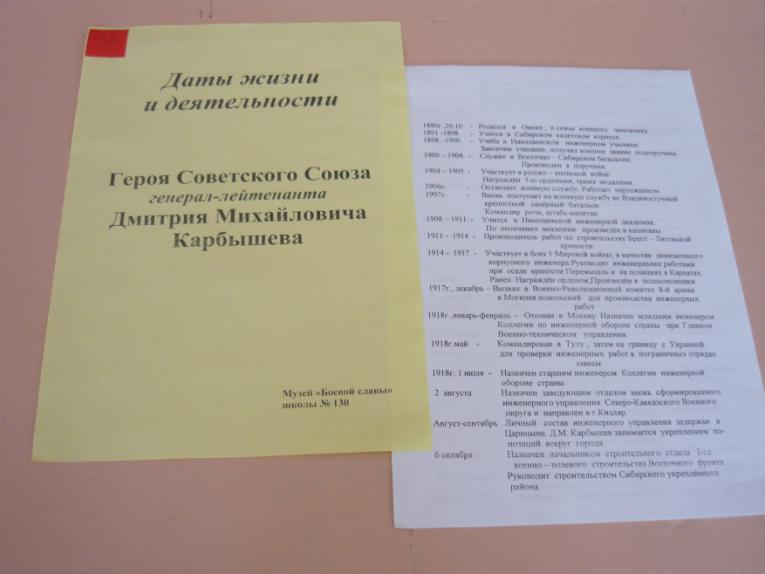 Даты жизни
и деятельности
Героя Советского Союза
генерал-лейтенанта
Дмитрия Михайловича
Карбышева
Музей «Боевой славы»
школы № 130
1880г ,26.10. - Родился в Омске , в семье военного чиновника.
1891 -1898. - Учится в Сибирском кадетском корпусе.
1898 –1900. - Учёба в Николаевском инженерном училище.
Закончив училище, получил военное звание подпоручика.
1900 – 1904. - Служит в Восточно – Сибирском батальоне.
Произведен в поручики.
1904 – 1905. - Участвует в русско - японской войне.
Награждён 5-ю орденами, тремя медалями.
1906г. - Оставляет военную службу. Работает чертежником.
1907г. - Вновь поступает на военную службу во Владивосточный
крепостной сапёрный батальон.
Командир роты, штабс-капитан.
1908 – 1911. - Учится в Николаевской инженерной академии.
По окончании академии произведён в капитаны.
1911 - 1914. - Производитель работ по строительству Брест – Литовской
крепости.
1914 - 1917. - Участвует в боях 1 Мировой войны, в качестве дивизионного
корпусного инженера.Руководит инженерными работами
при осаде крепости Перемышль и на позициях в Карпатах.
Ранен. Награждён орденом,Произведён в подполковники.
1917г., декабрь – Вызван в Военно-Революционный комитет 8-й армии
в Могилев подольский для производства инженерных
работ
1918г.,январь-февраль - Отозван в Москву. Назначен младшим инженером
Коллегии по инженерной обороне страны при Главном
Военно-техническом управлении.
1918г.май - Командирован в Тулу , затем на границу с Украиной
для проверки инженерных работ в пограничных отрядах
завесы.
1918г. 1 июля - Назначен старшим инженером Коллегии инженерной
обороне страны.
2 августа Назначен заведующим отделом вновь сформированного
инженерного управления Северо-Кавказского Военного
округа и направлен в г.Кизляр.
Август-сентябрь Личный состав инженерного управления задержан в
Царицыне. Д.М. Карбышев занимается укреплением по-
позиций вокруг города.
6 октября Назначен начальником строительного отдела 1-го
военно – полевого строительства Восточного фронта.
Руководит строительством Сибирского укреплённого
района.